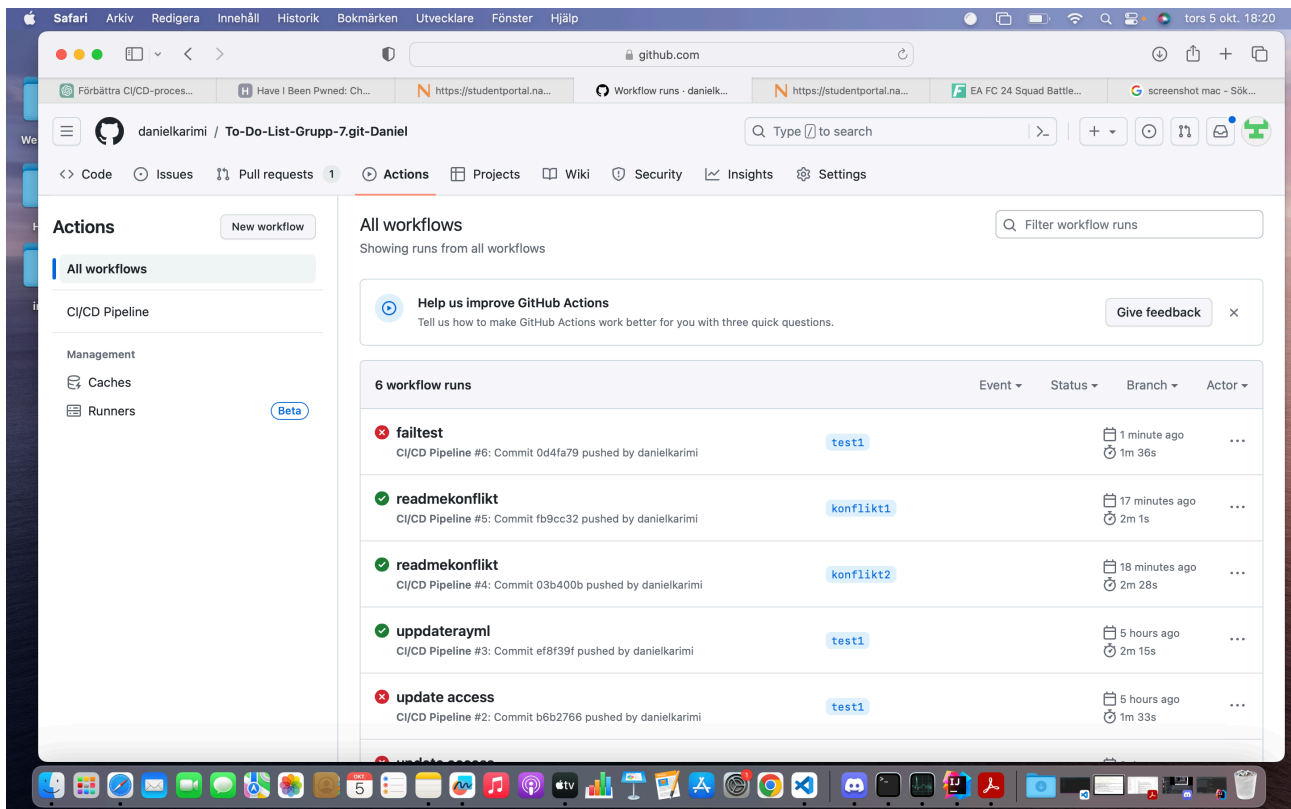 Safari Arkiv Redigera Innehåll Historik Bokmärken Utvecklare Fönster Hjälp tors 5 okt. 18:20
github.com
Förbättra CI/CD-proces... Have I Been Pwned: Ch... https://studentportal.na... Workflow runs · danielk... https://studentportal.na... EA FC 24 Squad Battle... screenshot mac - Sök...
danielkarimi / To-Do-List-Grupp-7.git-Daniel Type / to search
We
Code Issues Pull requests 1 Actions Projects Wiki Security Insights Settings
Actions New workflow
All workflows
CI/CD Pipeline
Management
Caches
Runners Beta
All workflows
Showing runs from all workflows
Filter workflow runs
Help us improve GitHub Actions
Tell us how to make GitHub Actions work better for you with three quick questions.
Give feedback
6 workflow runs Event Status Branch Actor
failtest
CI/CD Pipeline #6: Commit 0d4fa79 pushed by danielkarimi
test1
1 minute ago
1m 36s
readmekonflikt
CI/CD Pipeline #5: Commit fb9cc32 pushed by danielkarimi
konflikt1
17 minutes ago
2m 1s
readmekonflikt
CI/CD Pipeline #4: Commit 03b400b pushed by danielkarimi
konflikt2
18 minutes ago
2m 28s
uppdaterayml
CI/CD Pipeline #3: Commit ef8f39f pushed by danielkarimi
test1
5 hours ago
2m 15s
update access
CI/CD Pipeline #2: Commit b6b2766 pushed by danielkarimi
test1
5 hours ago
1m 33s
OKT
5
tv